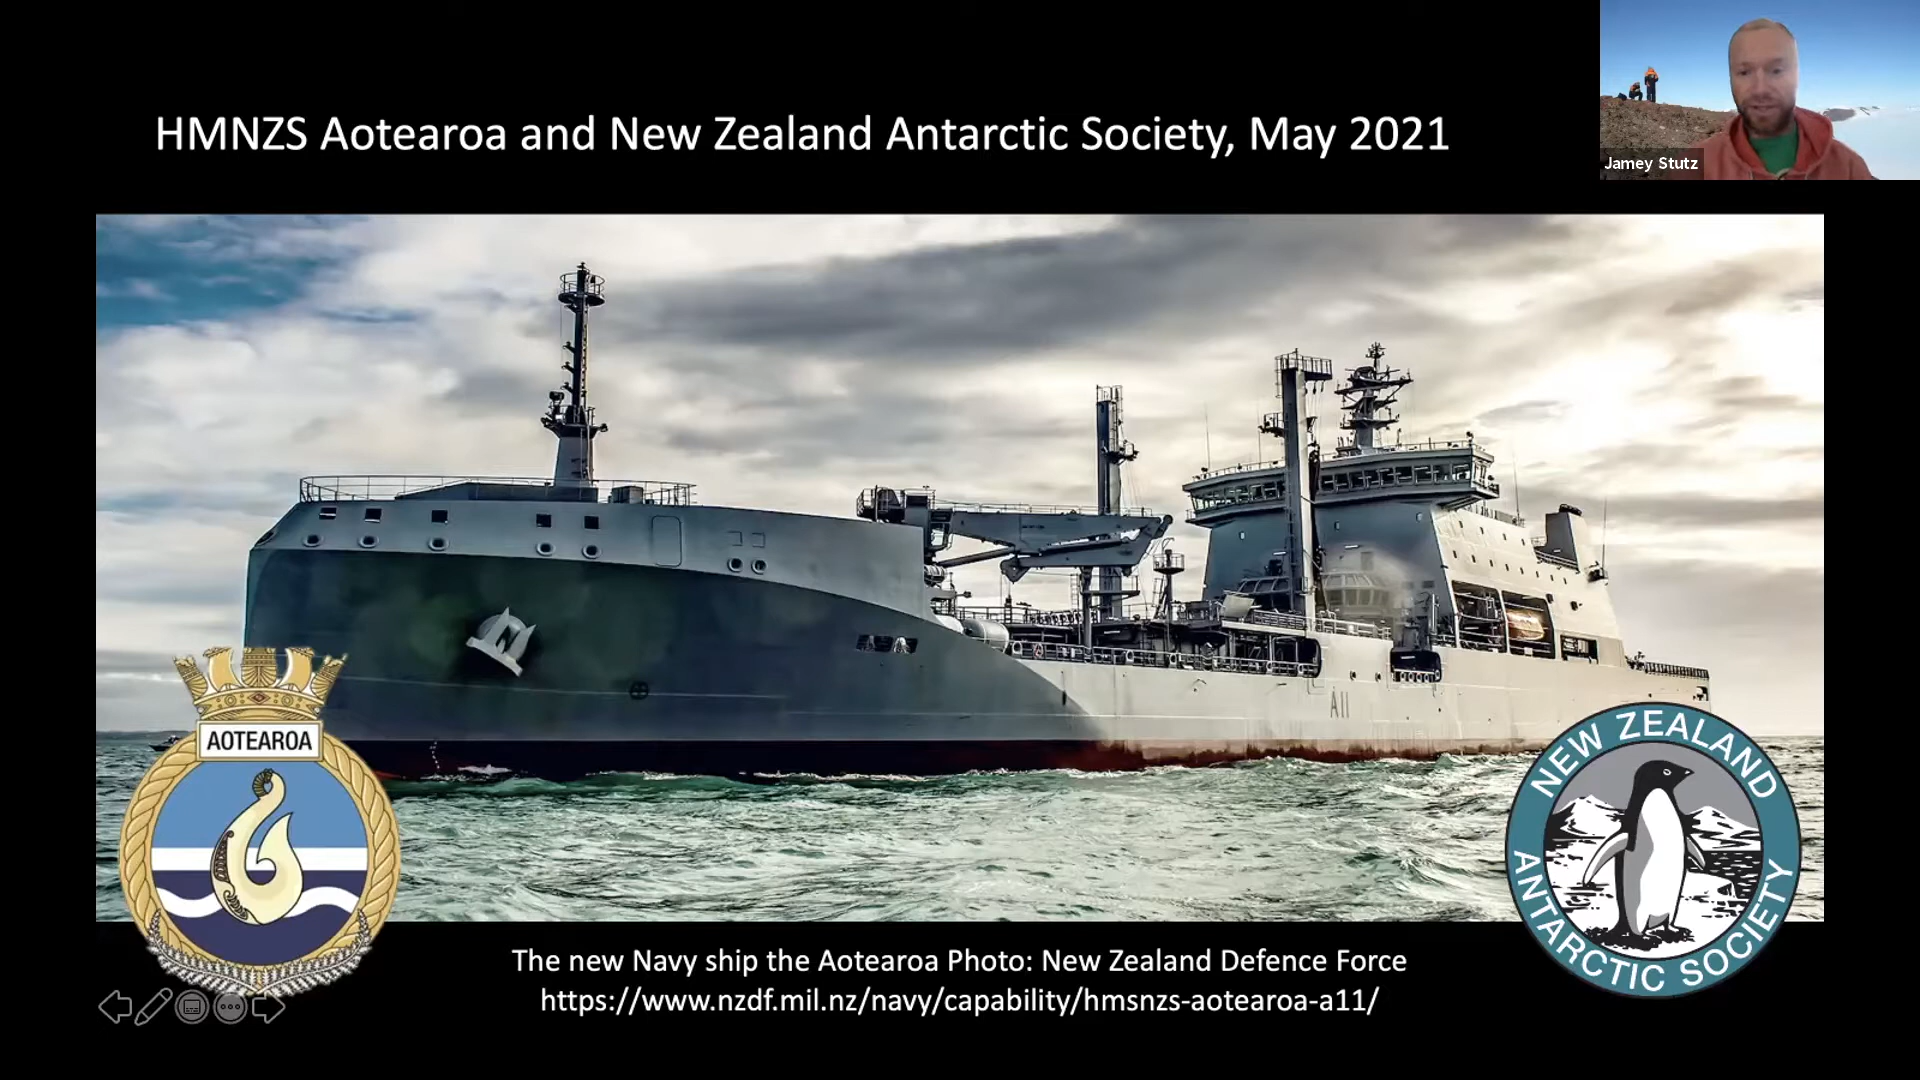 HMNZS Aotearoa and New Zealand Antarctic Society, May 2021
Jamey Stutz
A11
AOTEAROA
NEW ZEALAND
ANTARCTIC SOCIETY
The new Navy ship the Aotearoa Photo: New Zealand Defence Force
https://www.nzdf.mil.nz/navy/capability/hmsnzs-aotearoa-a11/